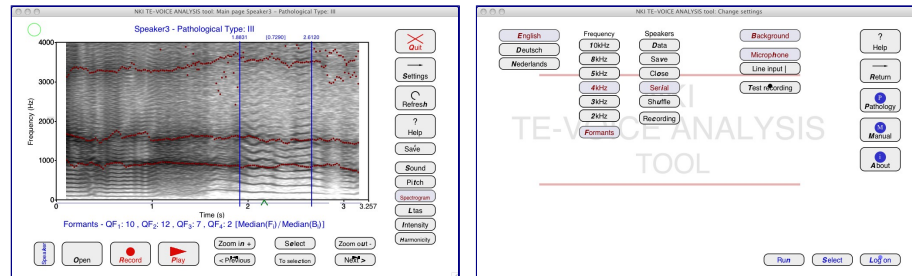 NKI TE-VOICE ANALYSIS tool: Main page Speaker3 - Pathological Type: III
Speaker3 - Pathological Type: III
1.8831 [0.7290] 2.6120
4000
3000
2000
1000
0
Frequency (Hz)
0 1 2 3 3.257
Time (s)
Formants - QF₁: 10 , QF₂: 12 , QF₃: 7 , QF₄: 2 [Median(Fᵢ) / Median(Bᵢ)]
Quit
Settings
Refresh
?
Help
Save
Sound
Pitch
Spectrogram
Ltas
Intensity
Harmonicity
Speaker
Open
Record
Play
Zoom in +
< Previous
Select
To selection
Zoom out -
Next >
NKI TE-VOICE ANALYSIS tool: Change settings
English
Deutsch
Nederlands
Frequency
10kHz
8kHz
5kHz
4kHz
3kHz
2kHz
Formants
Speakers
Data
Save
Close
Serial
Shuffle
Recording
Background
Microphone
Line input |
Test recording
NKI
TE-VOICE ANALYSIS
TOOL
?
Help
Return
P
Pathology
M
Manual
i
About
Run
Select
Log on